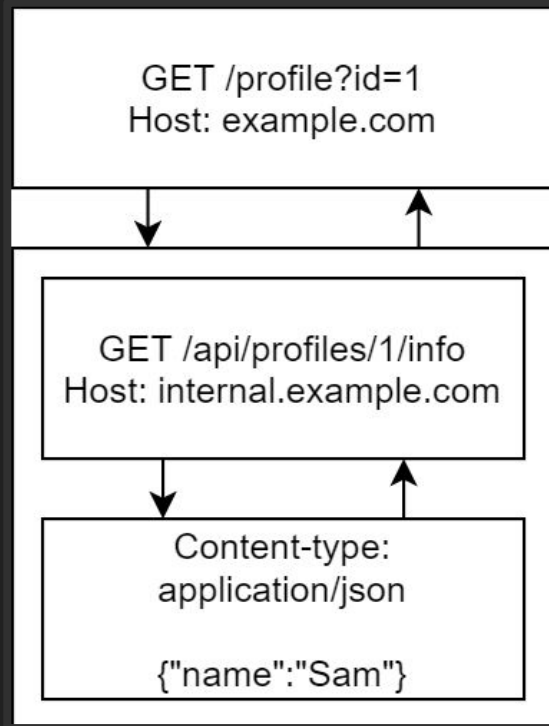 GET /profile?id=1
Host: example.com
GET /api/profiles/1/info
Host: internal.example.com
Content-type:
application/json
{"name":"Sam"}